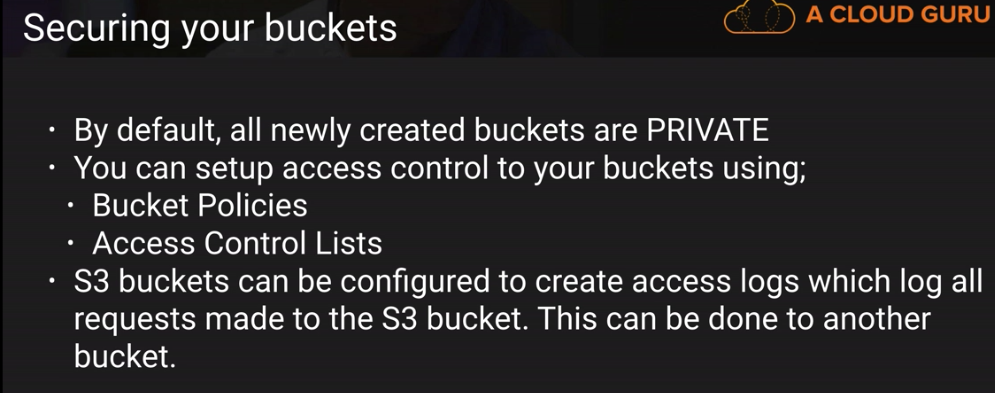 Securing your buckets
A CLOUD GURU
• By default, all newly created buckets are PRIVATE
• You can setup access control to your buckets using;
• Bucket Policies
• Access Control Lists
• S3 buckets can be configured to create access logs which log all
requests made to the S3 bucket. This can be done to another
bucket.